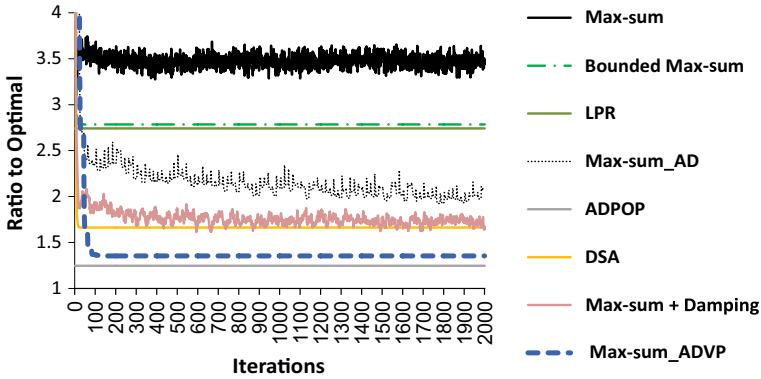 Ratio to Optimal
4
3.5
3
2.5
2
1.5
1
0
100
200
300
400
500
600
700
800
900
1000
1100
1200
1300
1400
1500
1600
1700
1800
1900
2000
Iterations
Max-sum
Bounded Max-sum
LPR
Max-sum_AD
ADPOP
DSA
Max-sum + Damping
Max-sum_ADVP